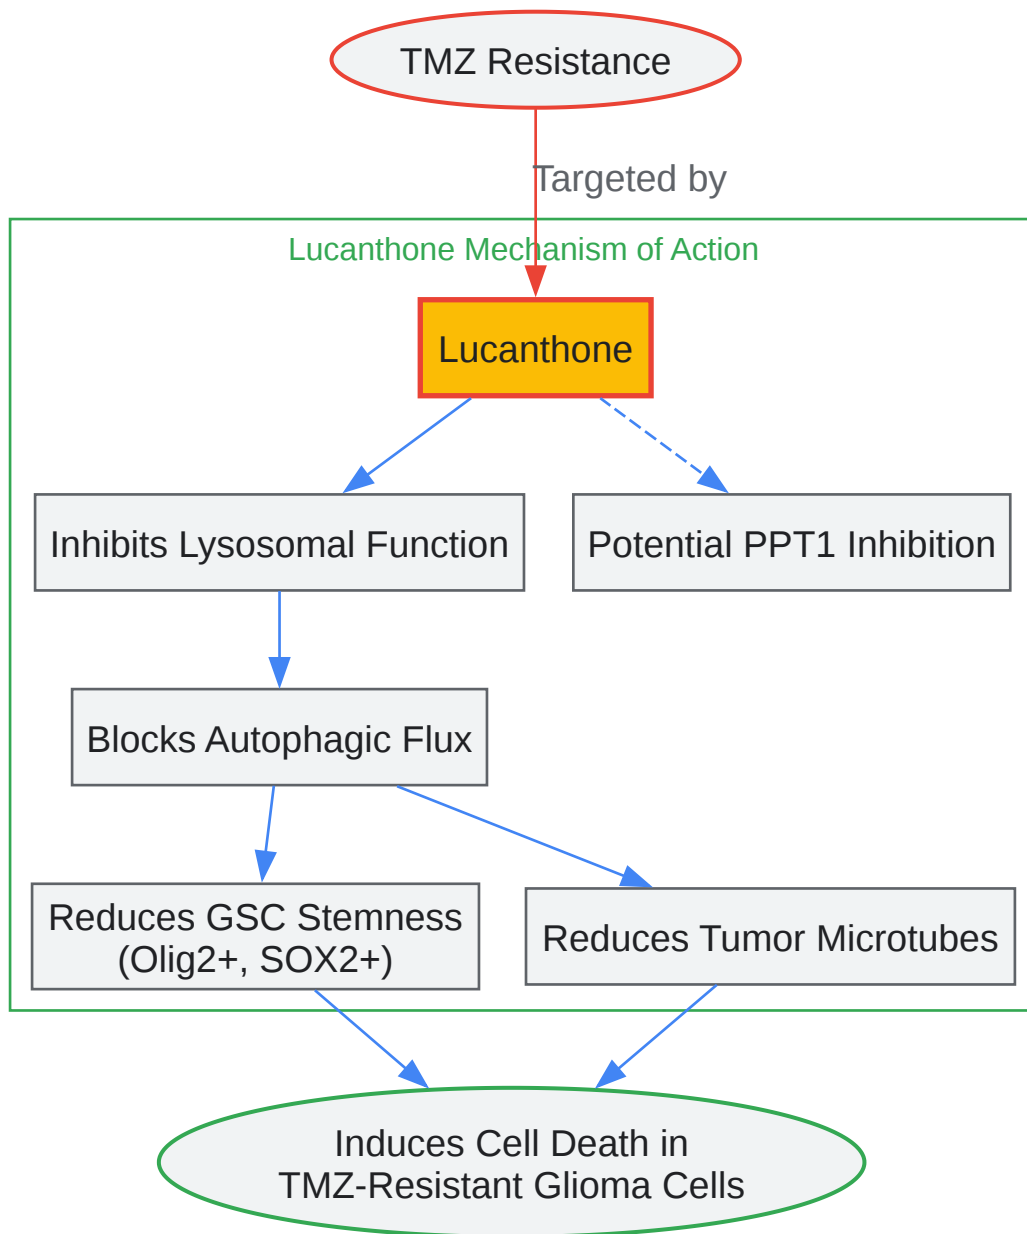 TMZ Resistance
Targeted by
Lucanthone Mechanism of Action
Lucanthone
Inhibits Lysosomal Function
Potential PPT1 Inhibition
Blocks Autophagic Flux
Reduces GSC Stemness
(Olig2+, SOX2+)
Reduces Tumor Microtubes
Induces Cell Death in
TMZ-Resistant Glioma Cells